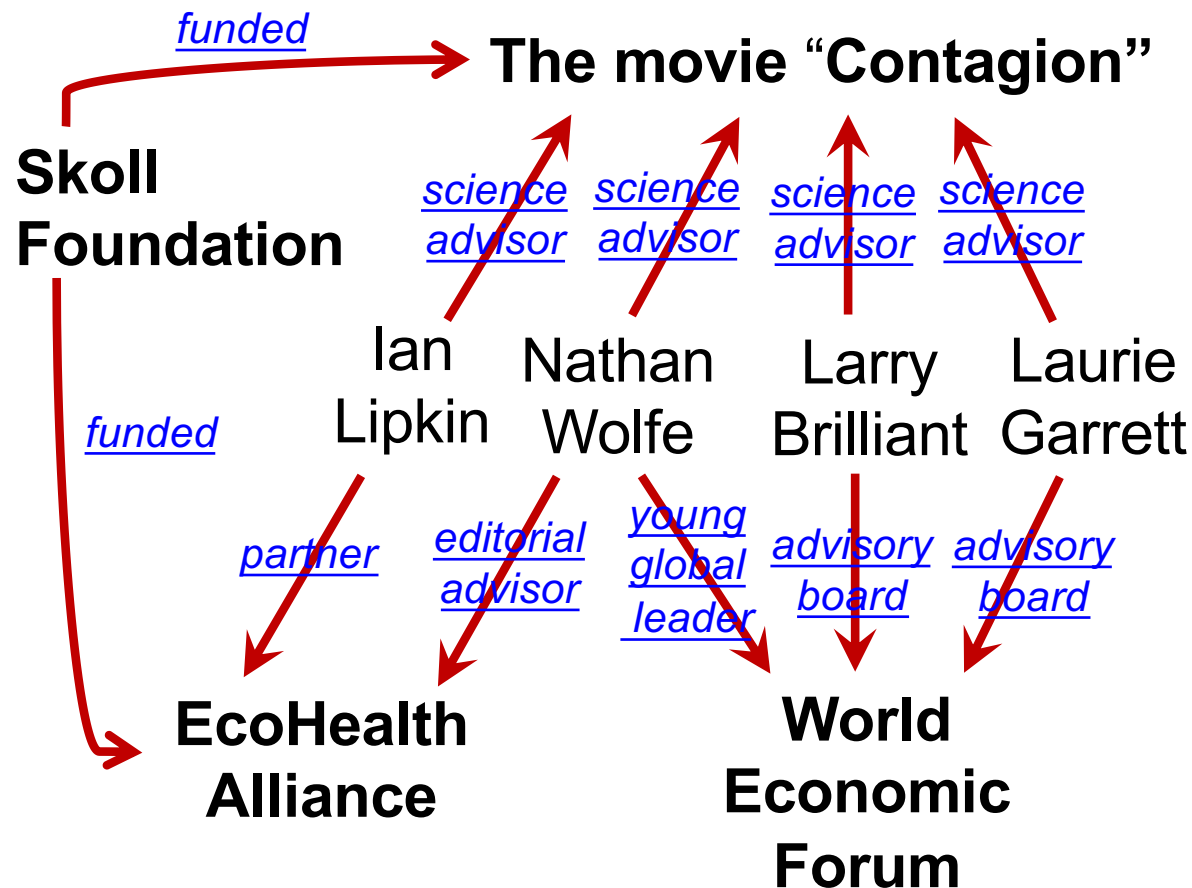 funded
The movie “Contagion”
Skoll
Foundation
science
advisor
science
advisor
science
advisor
science
advisor
Ian
Lipkin
Nathan
Wolfe
Larry
Brilliant
Laurie
Garrett
funded
partner
editorial
advisor
young
global
leader
advisory
board
advisory
board
EcoHealth
Alliance
World
Economic
Forum